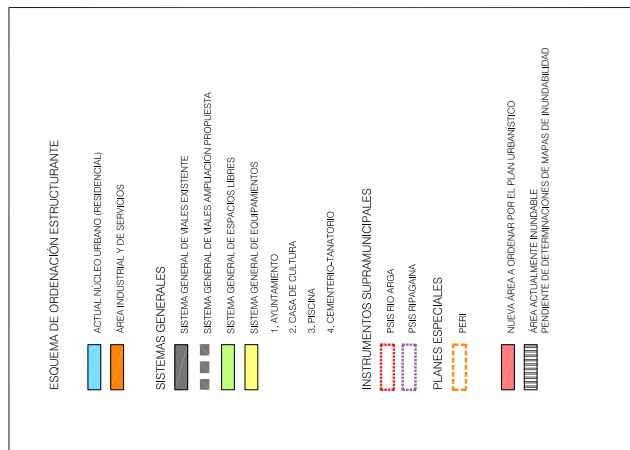 ESQUEMA DE ORDENACIÓN ESTRUCTURANTE
ACTUAL NÚCLEO URBANO (RESIDENCIAL)
ÁREA INDUSTRIAL Y DE SERVICIOS
SISTEMAS GENERALES
SISTEMA GENERAL DE VIALES EXISTENTE
SISTEMA GENERAL DE VIALES AMPLIACIÓN PROPUESTA
SISTEMA GENERAL DE ESPACIOS LIBRES
SISTEMA GENERAL DE EQUIPAMIENTOS
1. AYUNTAMIENTO
2. CASA DE CULTURA
3. PISCINA
4. CEMENTERIO-TANATORIO
INSTRUMENTOS SUPRAMUNICIPALES
PSIS RIO ARGA
PSIS RIPAGAINA
PLANES ESPECIALES
PERI
NUEVA ÁREA A ORDENAR POR EL PLAN URBANÍSTICO
ÁREA ACTUALMENTE INUNDABLE
PENDIENTE DE DETERMINACIONES DE MAPAS DE INUNDABILIDAD